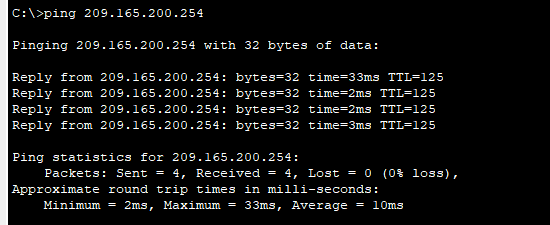 C:\>ping 209.165.200.254
Pinging 209.165.200.254 with 32 bytes of data:
Reply from 209.165.200.254: bytes=32 time=33ms TTL=125
Reply from 209.165.200.254: bytes=32 time=2ms TTL=125
Reply from 209.165.200.254: bytes=32 time=2ms TTL=125
Reply from 209.165.200.254: bytes=32 time=3ms TTL=125
Ping statistics for 209.165.200.254:
Packets: Sent = 4, Received = 4, Lost = 0 (0% loss),
Approximate round trip times in milli-seconds:
Minimum = 2ms, Maximum = 33ms, Average = 10ms